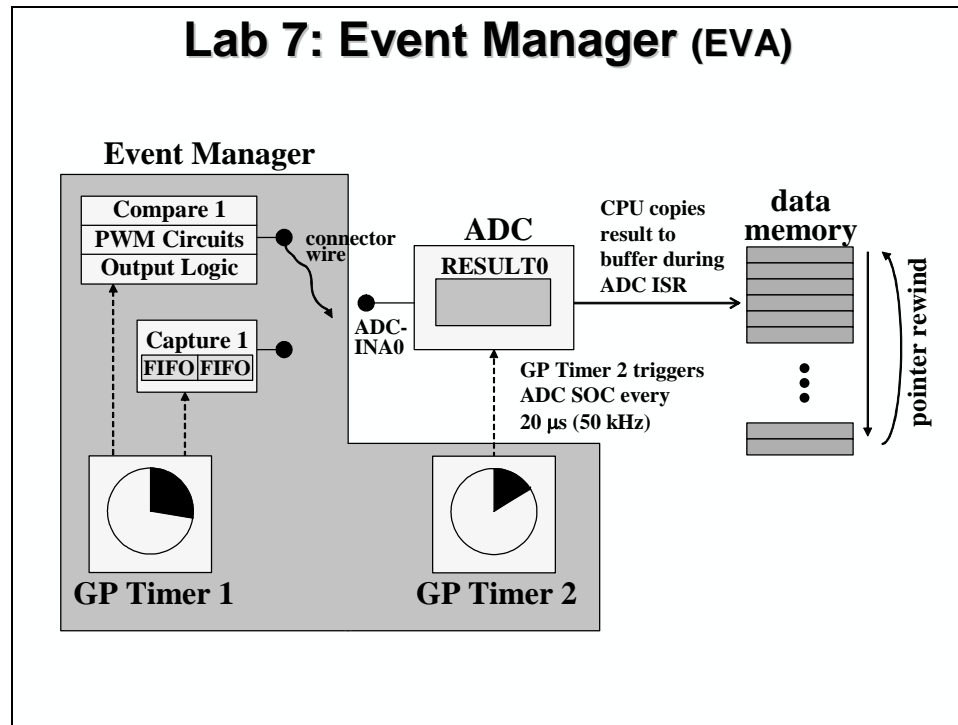 Lab 7: Event Manager (EVA)
Event Manager
Compare 1
PWM Circuits
Output Logic
connector
wire
Capture 1
FIFO FIFO
ADC-
INA0
ADC
RESULT0
CPU copies
result to
buffer during
ADC ISR
data
memory
pointer rewind
GP Timer 2 triggers
ADC SOC every
20 μs (50 kHz)
GP Timer 1
GP Timer 2